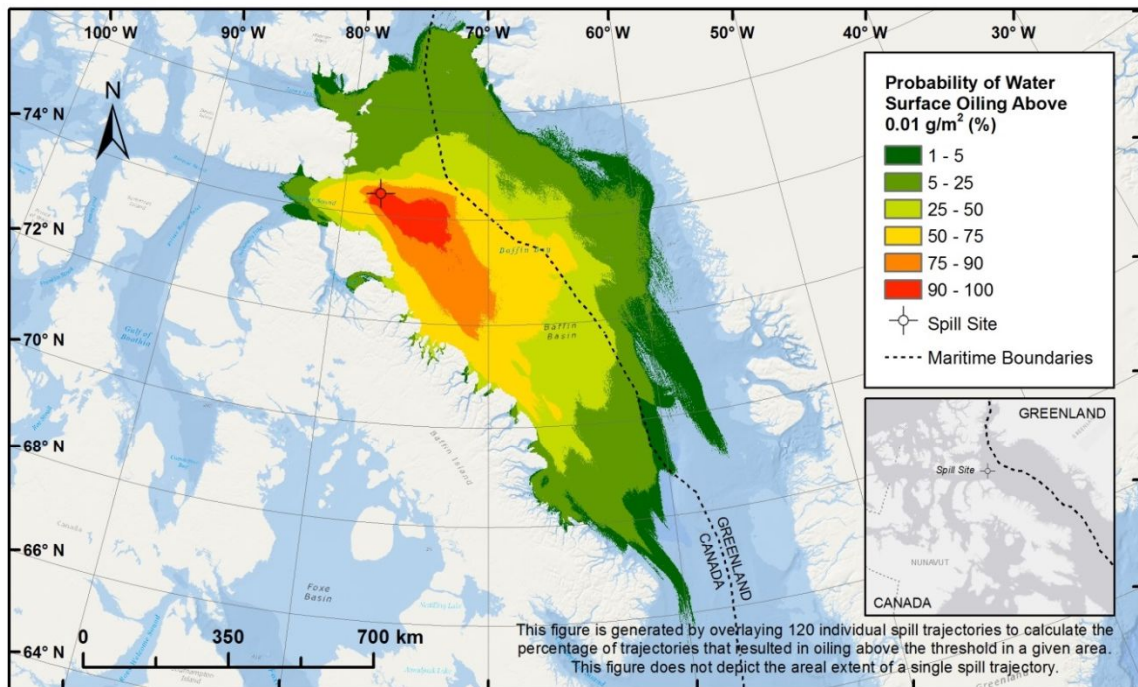 100° W
90° W
80° W
70° W
60° W
50° W
40° W
30° W
74° N
72° N
70° N
68° N
66° N
64° N
N
Baffin Bay
Baffin
Basin
Gulf of
Boothia
Baffin Island
Foxe
Basin
Canada
GREENLAND
CANADA
0 350 700 km
Probability of Water
Surface Oiling Above
0.01 g/m² (%)
1 - 5
5 - 25
25 - 50
50 - 75
75 - 90
90 - 100
Spill Site
Maritime Boundaries
GREENLAND
Spill Site
NUNAVUT
CANADA
This figure is generated by overlaying 120 individual spill trajectories to calculate the
percentage of trajectories that resulted in oiling above the threshold in a given area.
This figure does not depict the areal extent of a single spill trajectory.